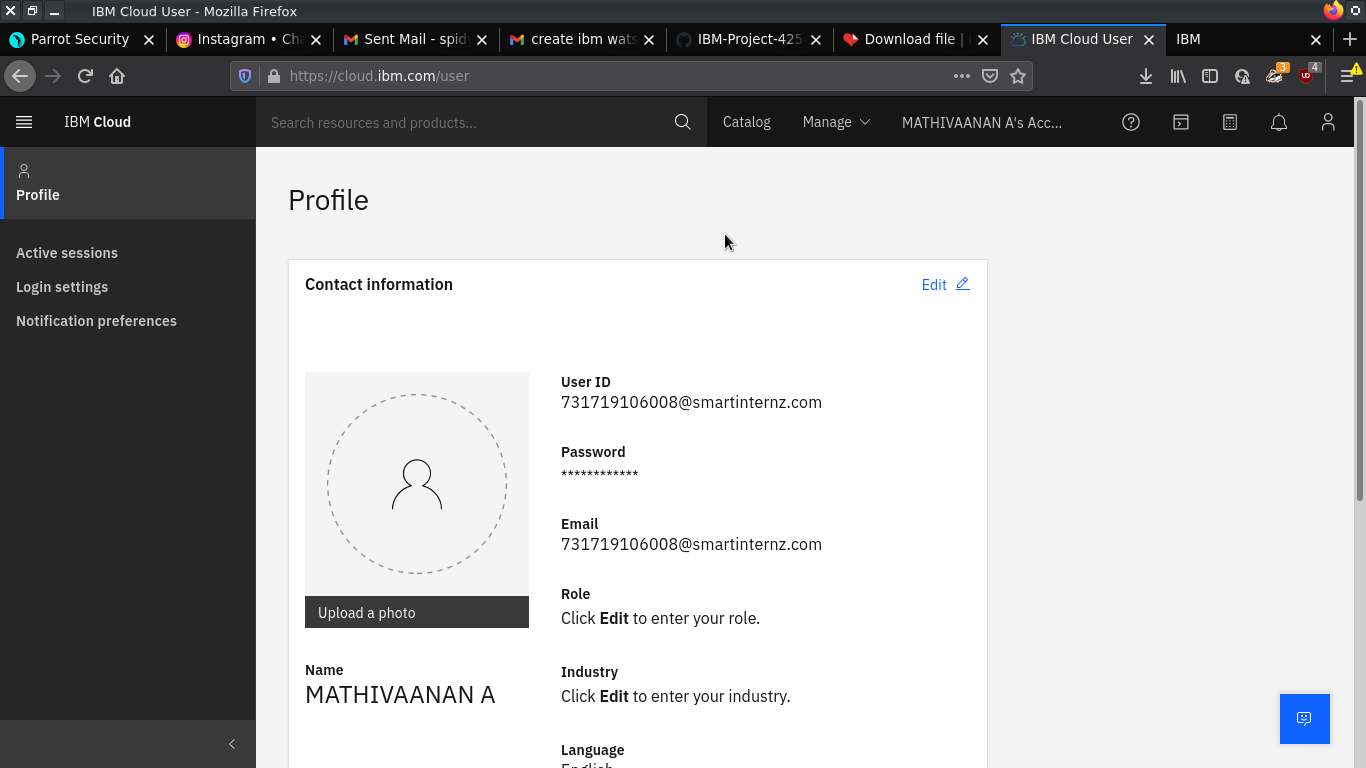 IBM Cloud User - Mozilla Firefox
Parrot Security
Instagram • Cha
Sent Mail - spid
create ibm wats
IBM-Project-425
Download file | i
IBM Cloud User
IBM
https://cloud.ibm.com/user
3
4
IBM Cloud
Search resources and products...
Catalog
Manage
MATHIVAANAN A's Acc...
Profile
Active sessions
Login settings
Notification preferences
Profile
Contact information
Edit
Upload a photo
Name
MATHIVAANAN A
User ID
731719106008@smartinternz.com
Password
************
Email
731719106008@smartinternz.com
Role
Click Edit to enter your role.
Industry
Click Edit to enter your industry.
Language
English